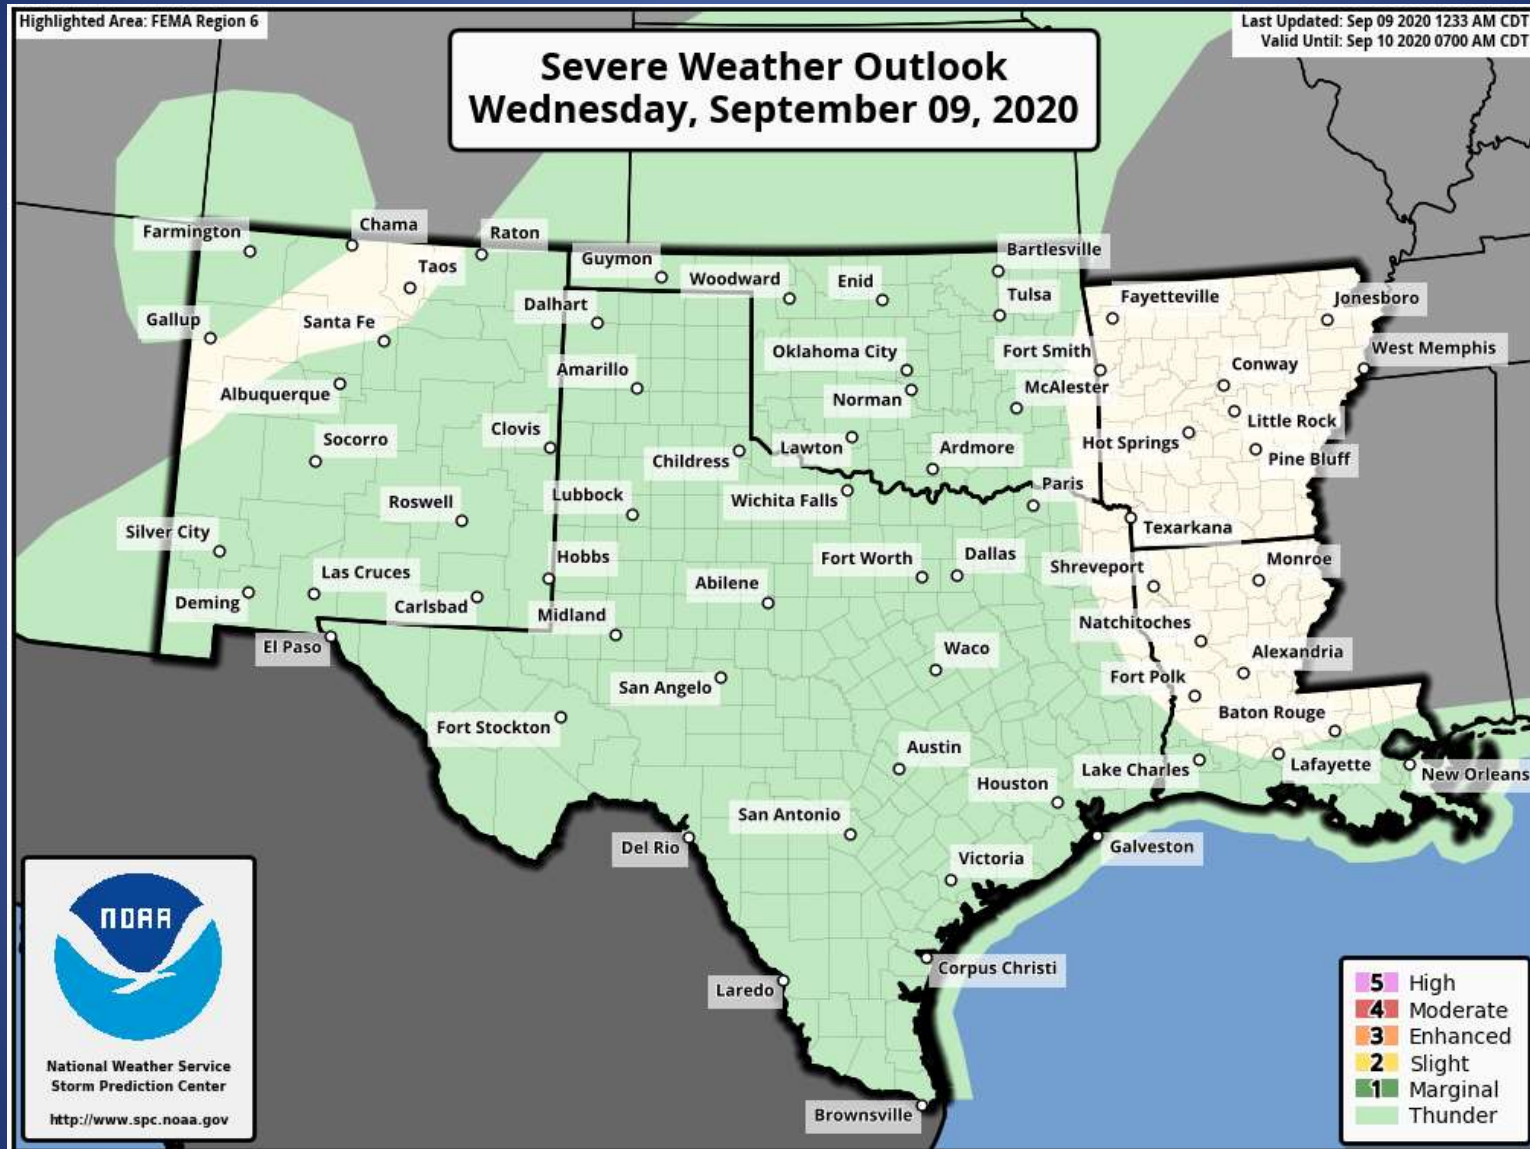 Highlighted Area: FEMA Region 6
Last Updated: Sep 09 2020 1233 AM CDT
Valid Until: Sep 10 2020 0700 AM CDT
Severe Weather Outlook
Wednesday, September 09, 2020
Farmington
Chama
Raton
Taos
Gallup
Santa Fe
Albuquerque
Socorro
Clovis
Roswell
Silver City
Las Cruces
Deming
Carlsbad
Hobbs
Guymon
Woodward
Enid
Bartlesville
Tulsa
Oklahoma City
Norman
McAlester
Lawton
Ardmore
Fayetteville
Jonesboro
Fort Smith
Conway
West Memphis
Little Rock
Hot Springs
Pine Bluff
Texarkana
Dalhart
Amarillo
Childress
Lubbock
Wichita Falls
Paris
Fort Worth
Dallas
Abilene
Midland
El Paso
San Angelo
Waco
Fort Stockton
Austin
Houston
San Antonio
Del Rio
Victoria
Galveston
Corpus Christi
Laredo
Brownsville
Shreveport
Monroe
Natchitoches
Alexandria
Fort Polk
Baton Rouge
Lake Charles
Lafayette
New Orleans
NOAA
National Weather Service
Storm Prediction Center
http://www.spc.noaa.gov
5 High
4 Moderate
3 Enhanced
2 Slight
1 Marginal
Thunder